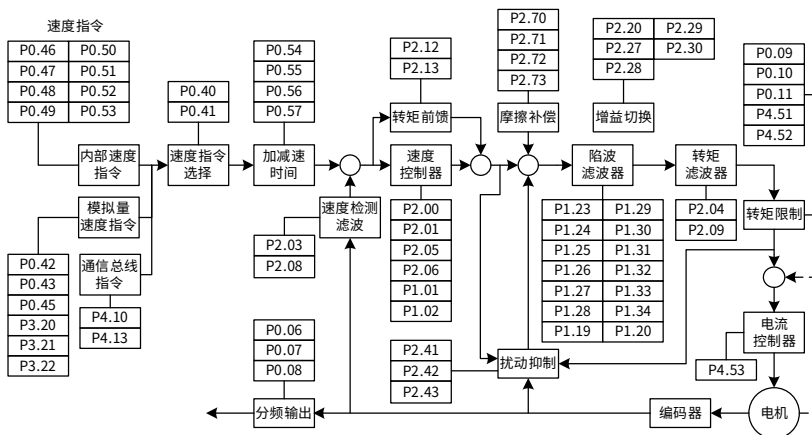 速度指令
P0.46 P0.50
P0.47 P0.51
P0.48 P0.52
P0.49 P0.53
内部速度
指令
模拟量
速度指令
通信总线
指令
P0.42
P0.43
P0.45
P3.20
P3.21
P3.22
P4.10
P4.13
P0.40
P0.41
速度指令
选择
P0.54
P0.55
P0.56
P0.57
加减速
时间
速度检测
滤波
P2.03
P2.08
P0.06
P0.07
P0.08
分频输出
P2.12
P2.13
转矩前馈
速度
控制器
P2.00
P2.01
P2.05
P2.06
P1.01
P1.02
P2.41
P2.42
P2.43
扰动抑制
P2.70
P2.71
P2.72
P2.73
摩擦补偿
P2.20 P2.29
P2.27 P2.30
P2.28
增益切换
陷波
滤波器
P1.23 P1.29
P1.24 P1.30
P1.25 P1.31
P1.26 P1.32
P1.27 P1.33
P1.28 P1.34
P1.19 P1.20
转矩
滤波器
P2.04
P2.09
P0.09
P0.10
P0.11
P4.51
P4.52
转矩限制
电流
控制器
P4.53
编码器
电机